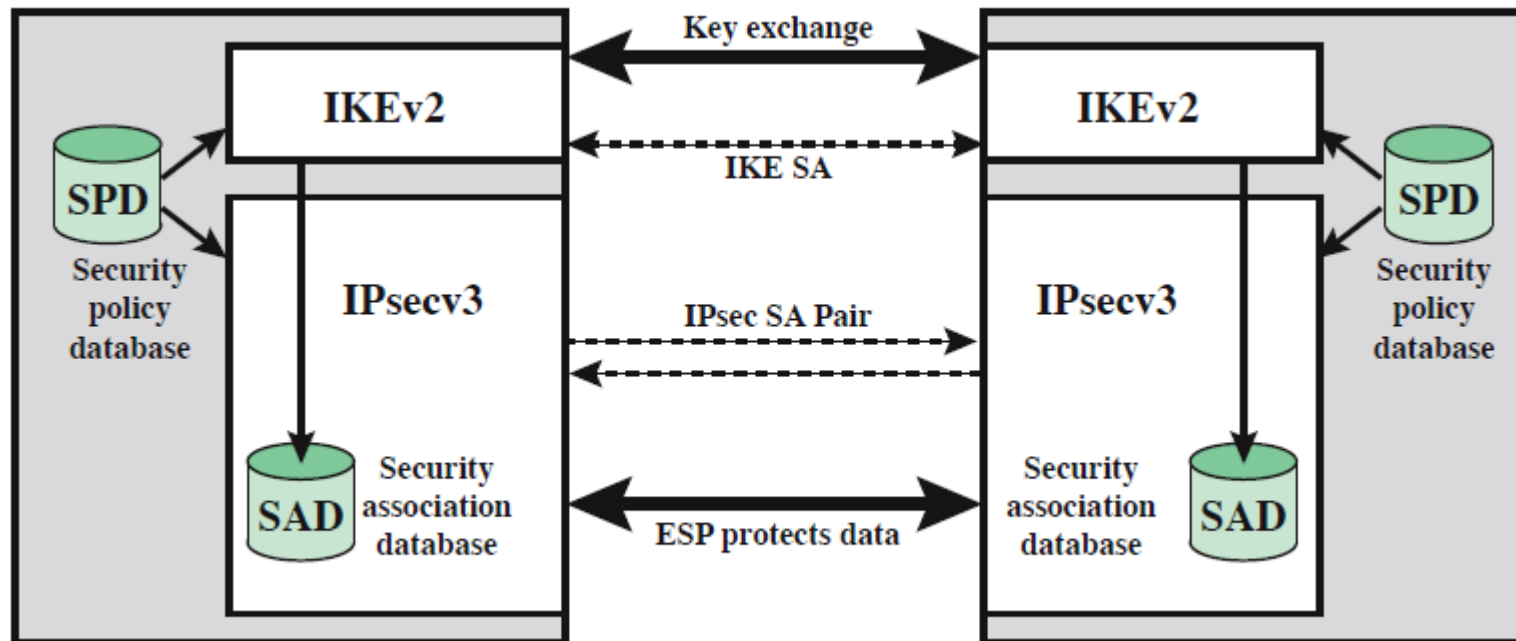 Key exchange
IKEv2
IKEv2
IKE SA
SPD
Security
policy
database
SPD
Security
policy
database
IPsecv3
IPsec SA Pair
IPsecv3
SAD
Security
association
database
ESP protects data
Security
association
database
SAD